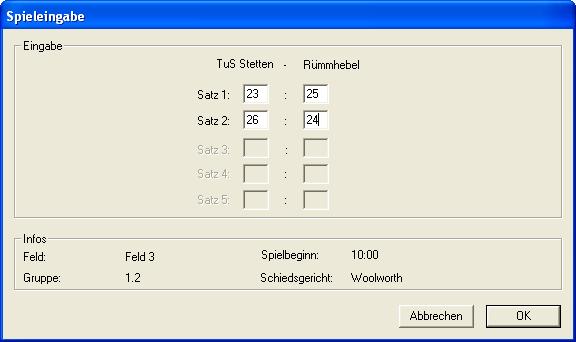 Spieleingabe
Eingabe
TuS Stetten - Rümmhebel
Satz 1: 23 : 25
Satz 2: 26 : 24
Satz 3: :
Satz 4: :
Satz 5: :
Infos
Feld: Feld 3 Spielbeginn: 10:00
Gruppe: 1.2 Schiedsgericht: Woolworth
Abbrechen OK